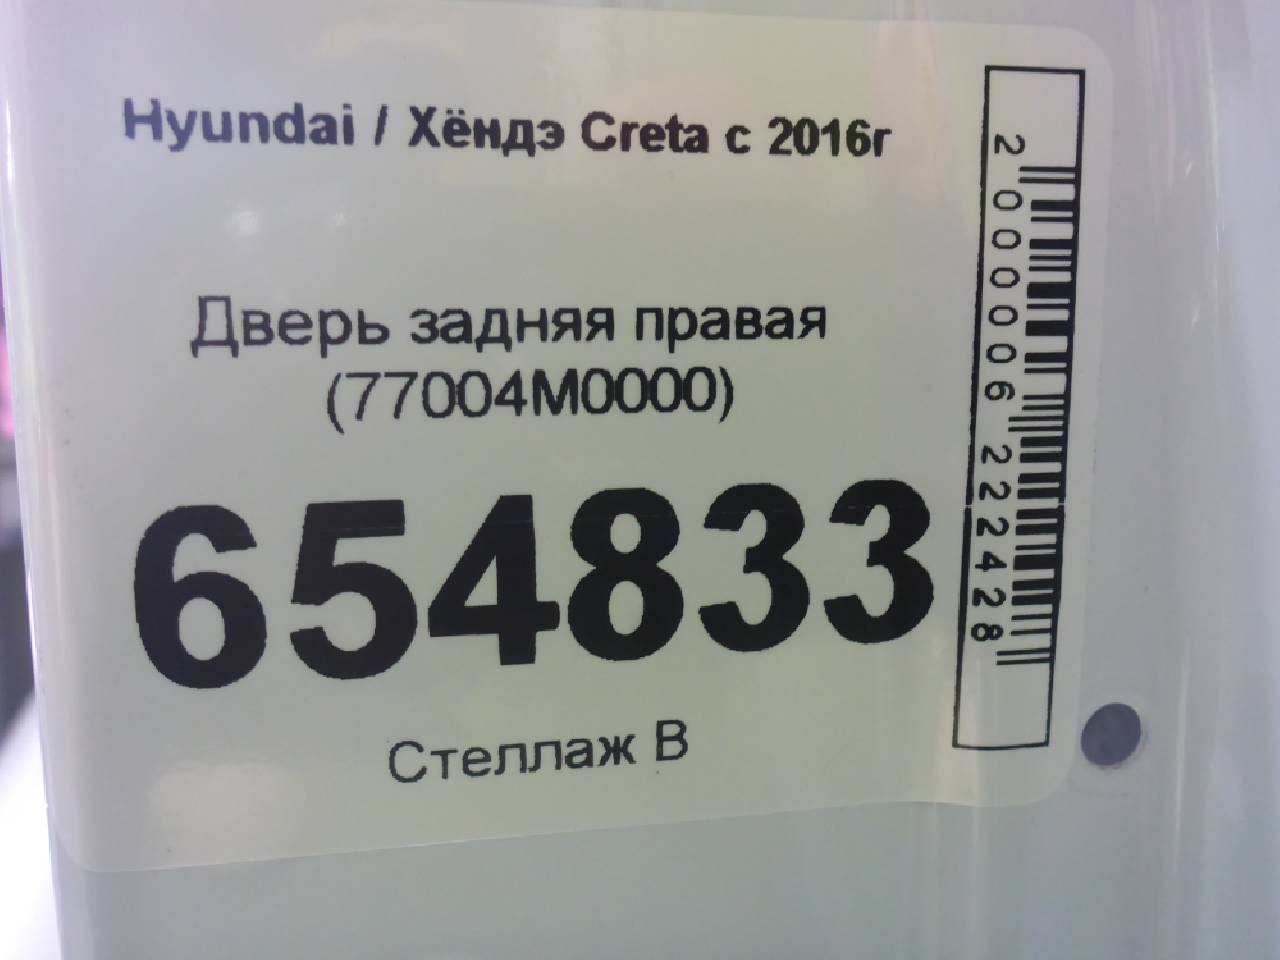 Hyundai / Хёндэ Creta с 2016г
Дверь задняя правая
(77004M0000)
654833
Стеллаж В
2000006222428